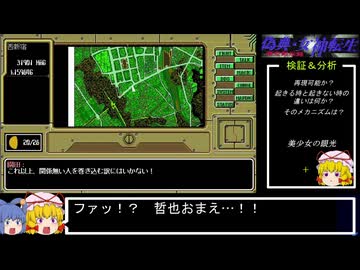 西新宿
偽典・女神転生
検証＆分析
再現可能か？
起きる時と起きない時の
違いは何か？
そのメカニズムは？
美少女の眼光
+
20/28
これ以上、関係無い人を巻き込む訳にはいかない！
ファッ！？　哲也おまえ…！！